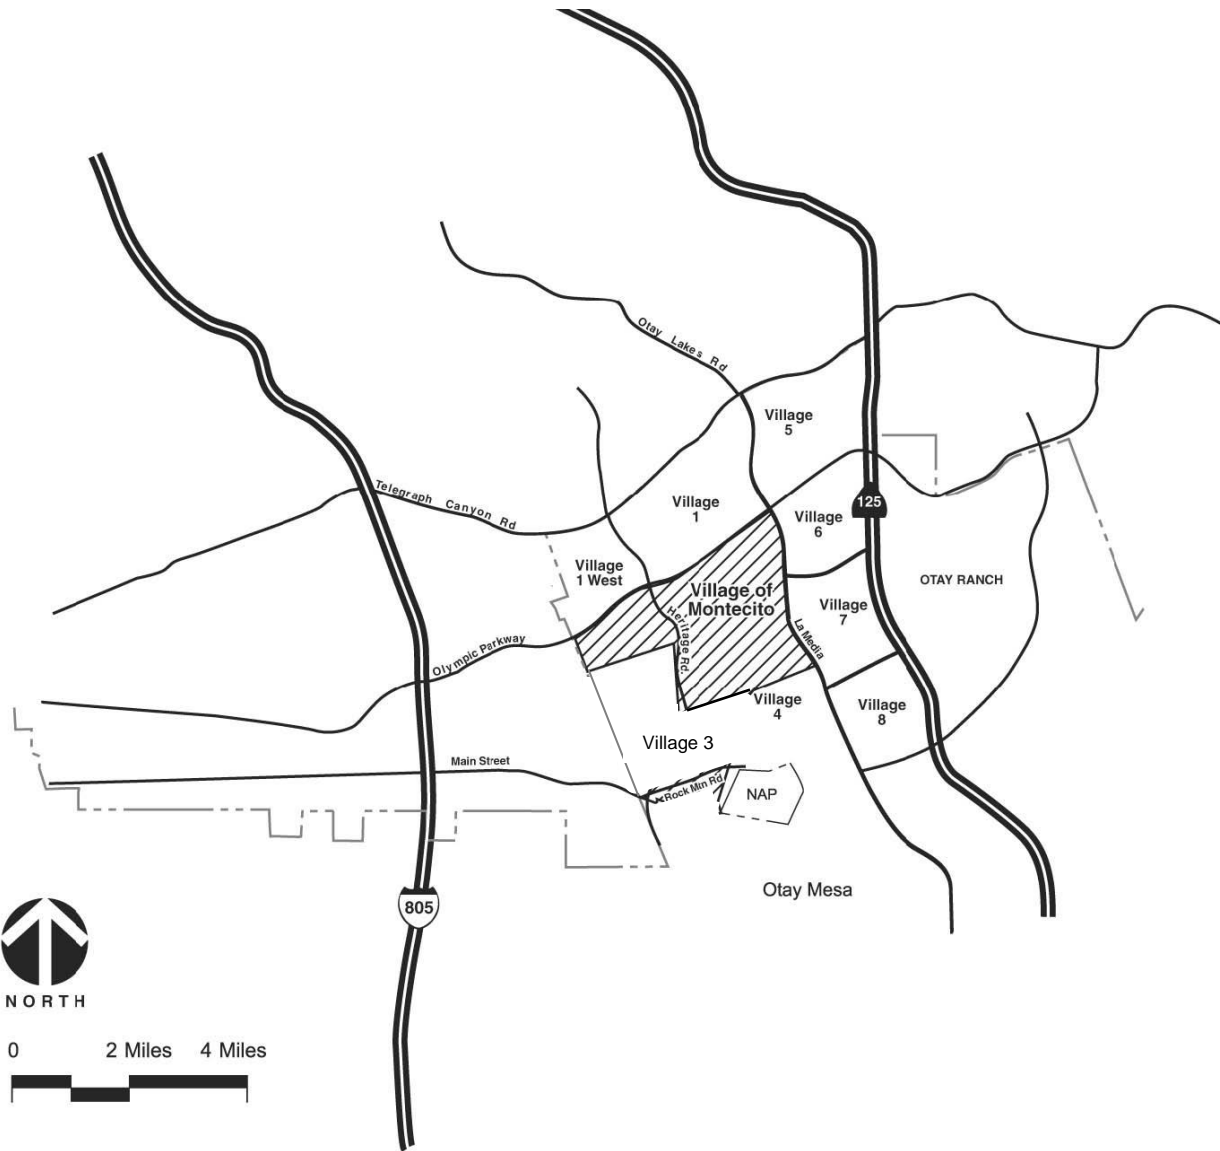 Otay Lakes Rd
Village
5
Telegraph Canyon Rd
Village
1
125
Village
6
Village
1 West
OTAY RANCH
Village of
Montecito
Village
7
Heritage Rd.
La Media
Olympic Parkway
Village
4
Village
8
Village 3
Main Street
Rock Mtn Rd
NAP
Otay Mesa
805
NORTH
0 2 Miles 4 Miles